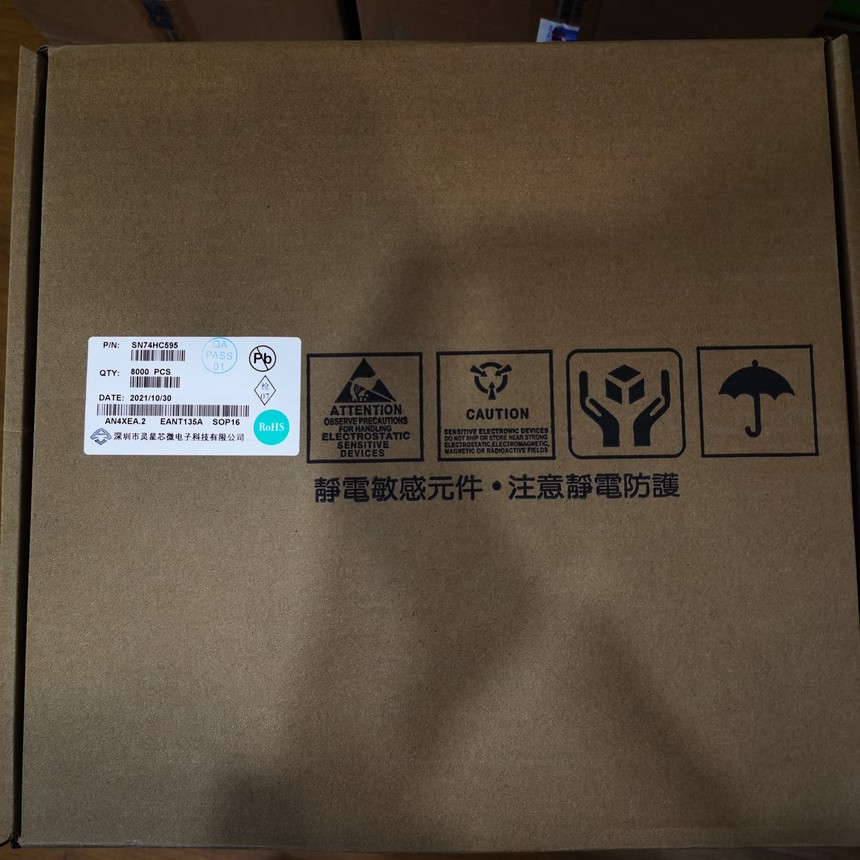 P/N: SN74HC595
QA
PASS
01
Pb
QTY: 8000 PCS
检
07
DATE: 2021/10/30
AN4XEA.2 EANT135A SOP16
RoHS
深圳市灵星芯微电子科技有限公司
ATTENTION
OBSERVE PRECAUTIONS
FOR HANDLING
ELECTROSTATIC
SENSITIVE
DEVICES
CAUTION
SENSITIVE ELECTRONIC DEVICES
DO NOT SHIP OR STORE NEAR STRONG
ELECTROSTATIC,ELECTROMAGNETIC,
MAGNETIC OR RADIOACTIVE FIELDS
靜電敏感元件•注意靜電防護